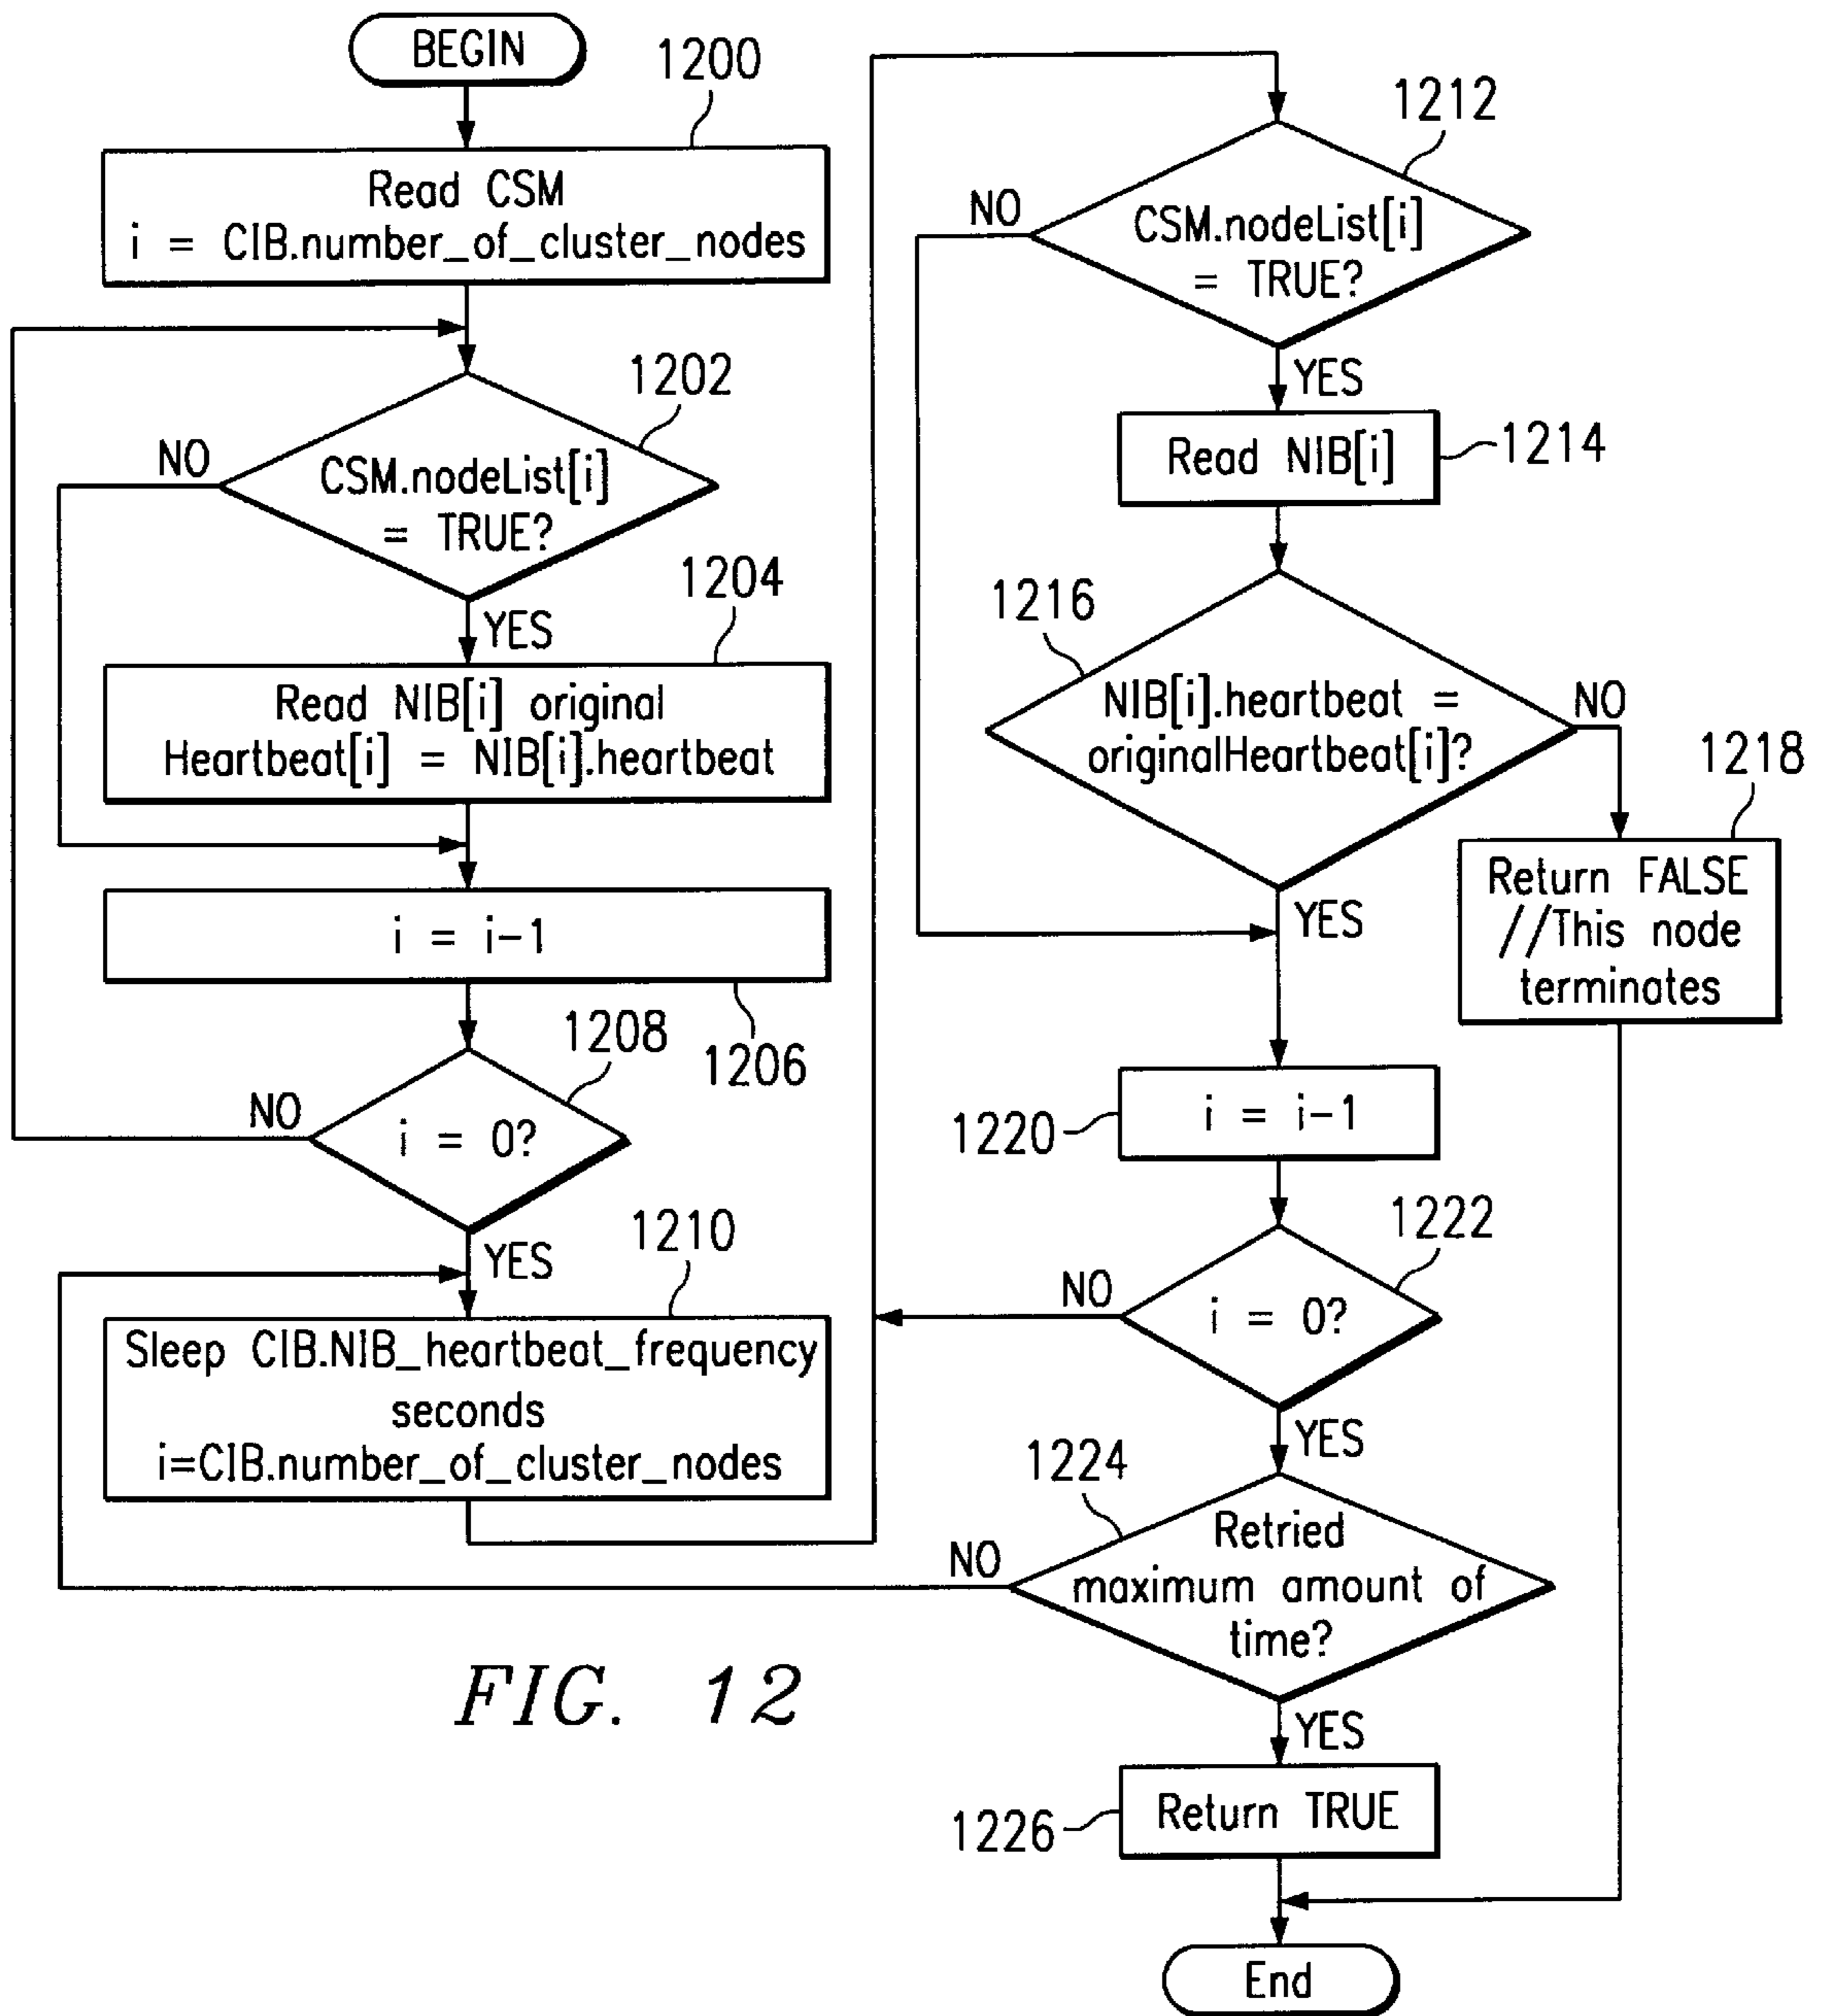 BEGIN
1200
Read CSM
i = CIB.number_of_cluster_nodes
1202
NO
CSM.nodeList[i]
= TRUE?
YES
1204
Read NIB[i] original
Heartbeat[i] = NIB[i].heartbeat
i = i-1
1206
1208
NO
i = 0?
YES
1210
Sleep CIB.NIB_heartbeat_frequency
seconds
i=CIB.number_of_cluster_nodes
1212
NO
CSM.nodeList[i]
= TRUE?
YES
Read NIB[i]
1214
1216
NIB[i].heartbeat =
originalHeartbeat[i]?
NO
YES
1218
Return FALSE
//This node
terminates
1220
i = i-1
1222
NO
i = 0?
YES
1224
NO
Retried
maximum amount of
time?
YES
1226
Return TRUE
End
FIG. 12